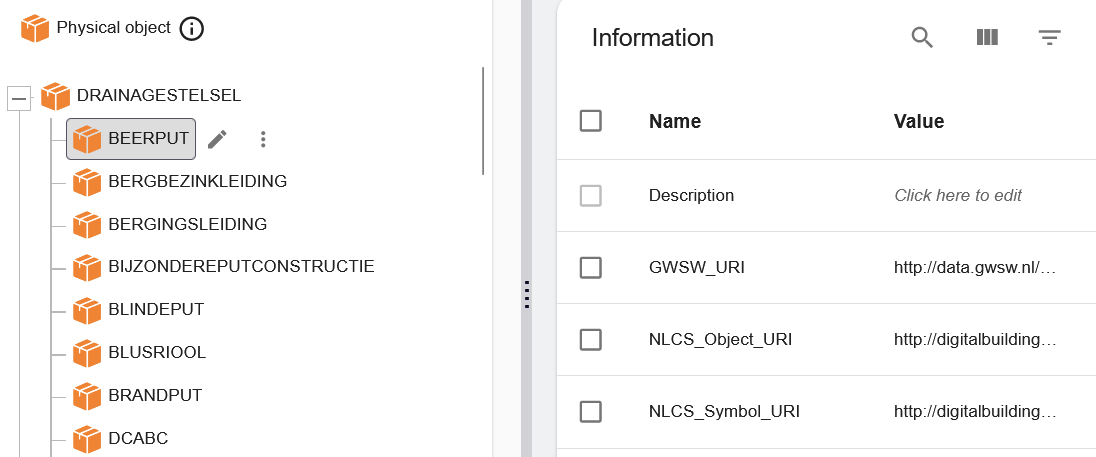 Physical object
DRAINAGESTELSEL
BEERPUT
BERGBEZINKLEIDING
BERGINGSLEIDING
BIJZONDEREPUTCONSTRUCTIE
BLINDEPUT
BLUSRIOOL
BRANDPUT
DCABC
Information
Name Value
Description Click here to edit
GWSW_URI http://data.gwsw.nl/…
NLCS_Object_URI http://digitalbuilding…
NLCS_Symbol_URI http://digitalbuilding…